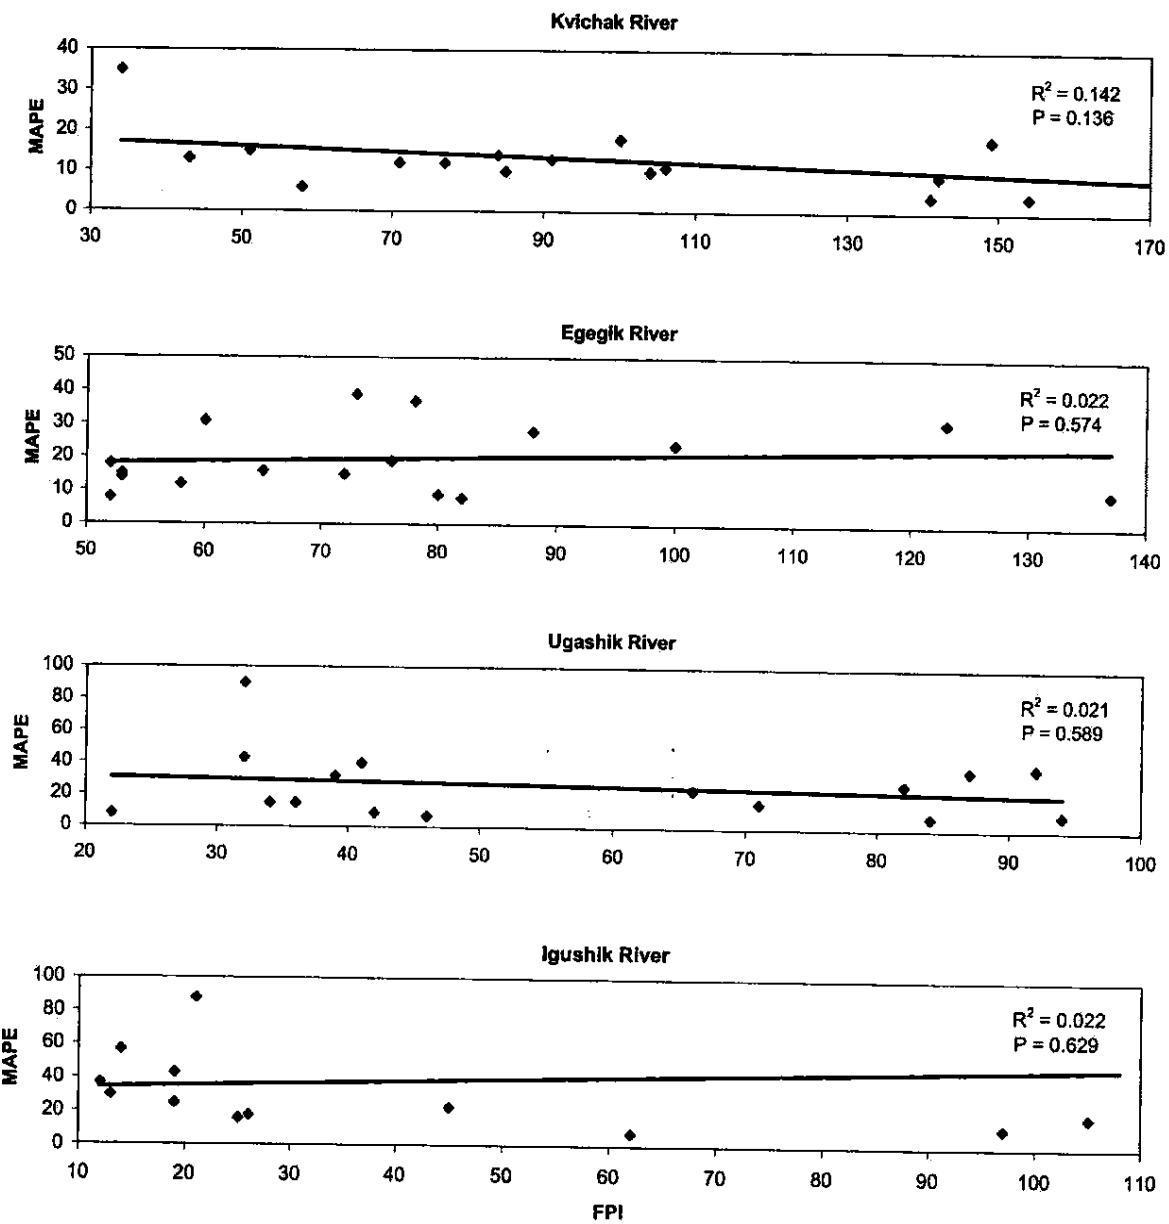 Kvichak River
40
30
20
10
0
MAPE
R² = 0.142
P = 0.136
30 50 70 90 110 130 150 170
Egegik River
50
40
30
20
10
0
MAPE
R² = 0.022
P = 0.574
50 60 70 80 90 100 110 120 130 140
Ugashik River
100
80
60
40
20
0
MAPE
R² = 0.021
P = 0.589
20 30 40 50 60 70 80 90 100
Igushik River
100
80
60
40
20
0
MAPE
R² = 0.022
P = 0.629
10 20 30 40 50 60 70 80 90 100 110
FPI